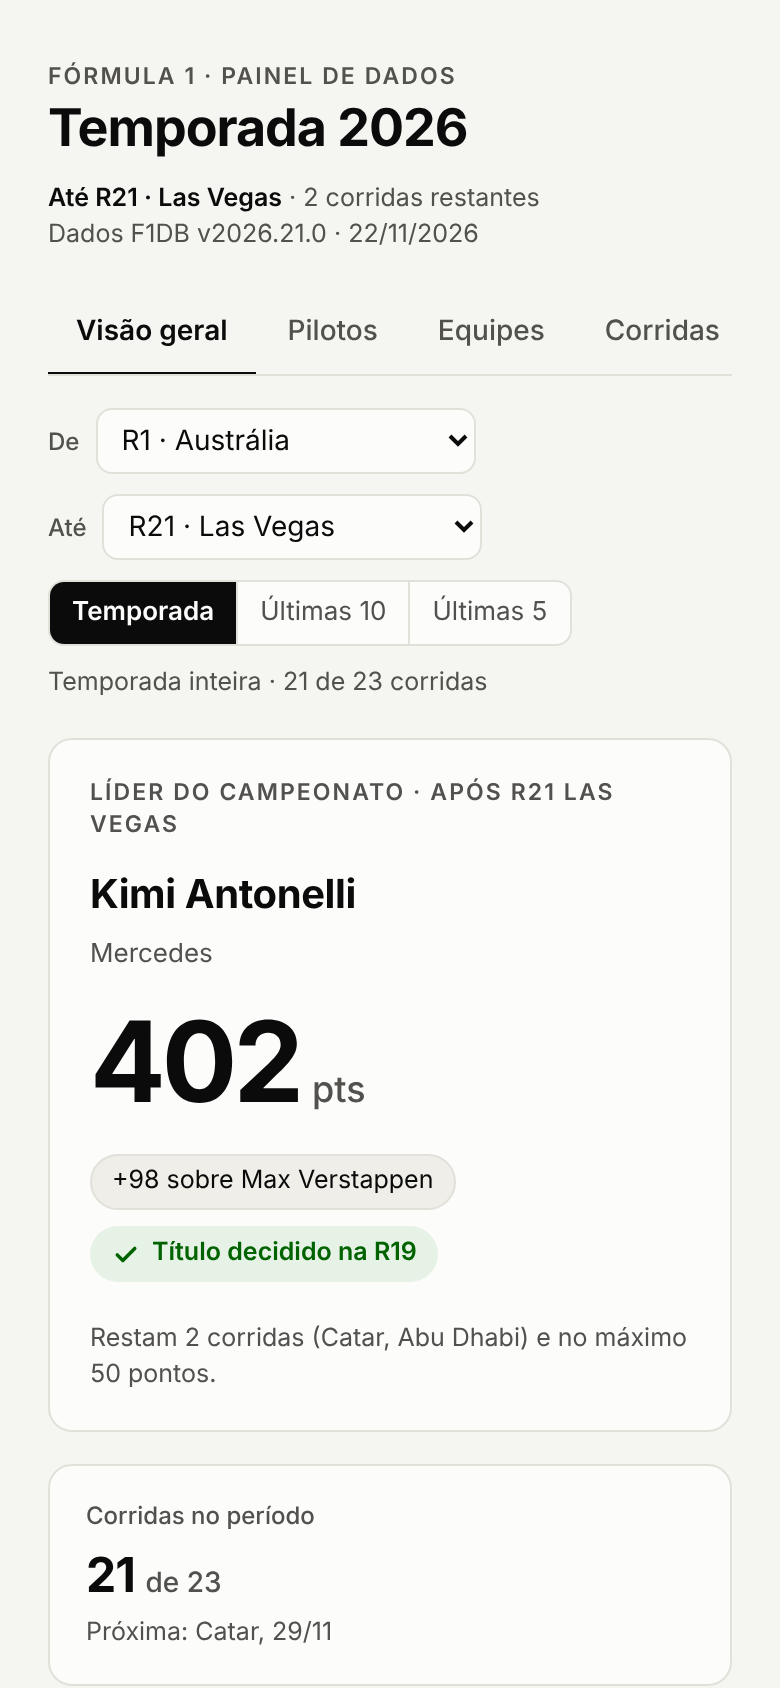 FÓRMULA 1 · PAINEL DE DADOS
Temporada 2026
Até R21 · Las Vegas · 2 corridas restantes
Dados F1DB v2026.21.0 · 22/11/2026
Visão geral Pilotos Equipes Corridas
De R1 · Austrália
Até R21 · Las Vegas
Temporada Últimas 10 Últimas 5
Temporada inteira · 21 de 23 corridas
LÍDER DO CAMPEONATO · APÓS R21 LAS
VEGAS
Kimi Antonelli
Mercedes
402 pts
+98 sobre Max Verstappen
Título decidido na R19
Restam 2 corridas (Catar, Abu Dhabi) e no máximo
50 pontos.
Corridas no período
21 de 23
Próxima: Catar, 29/11